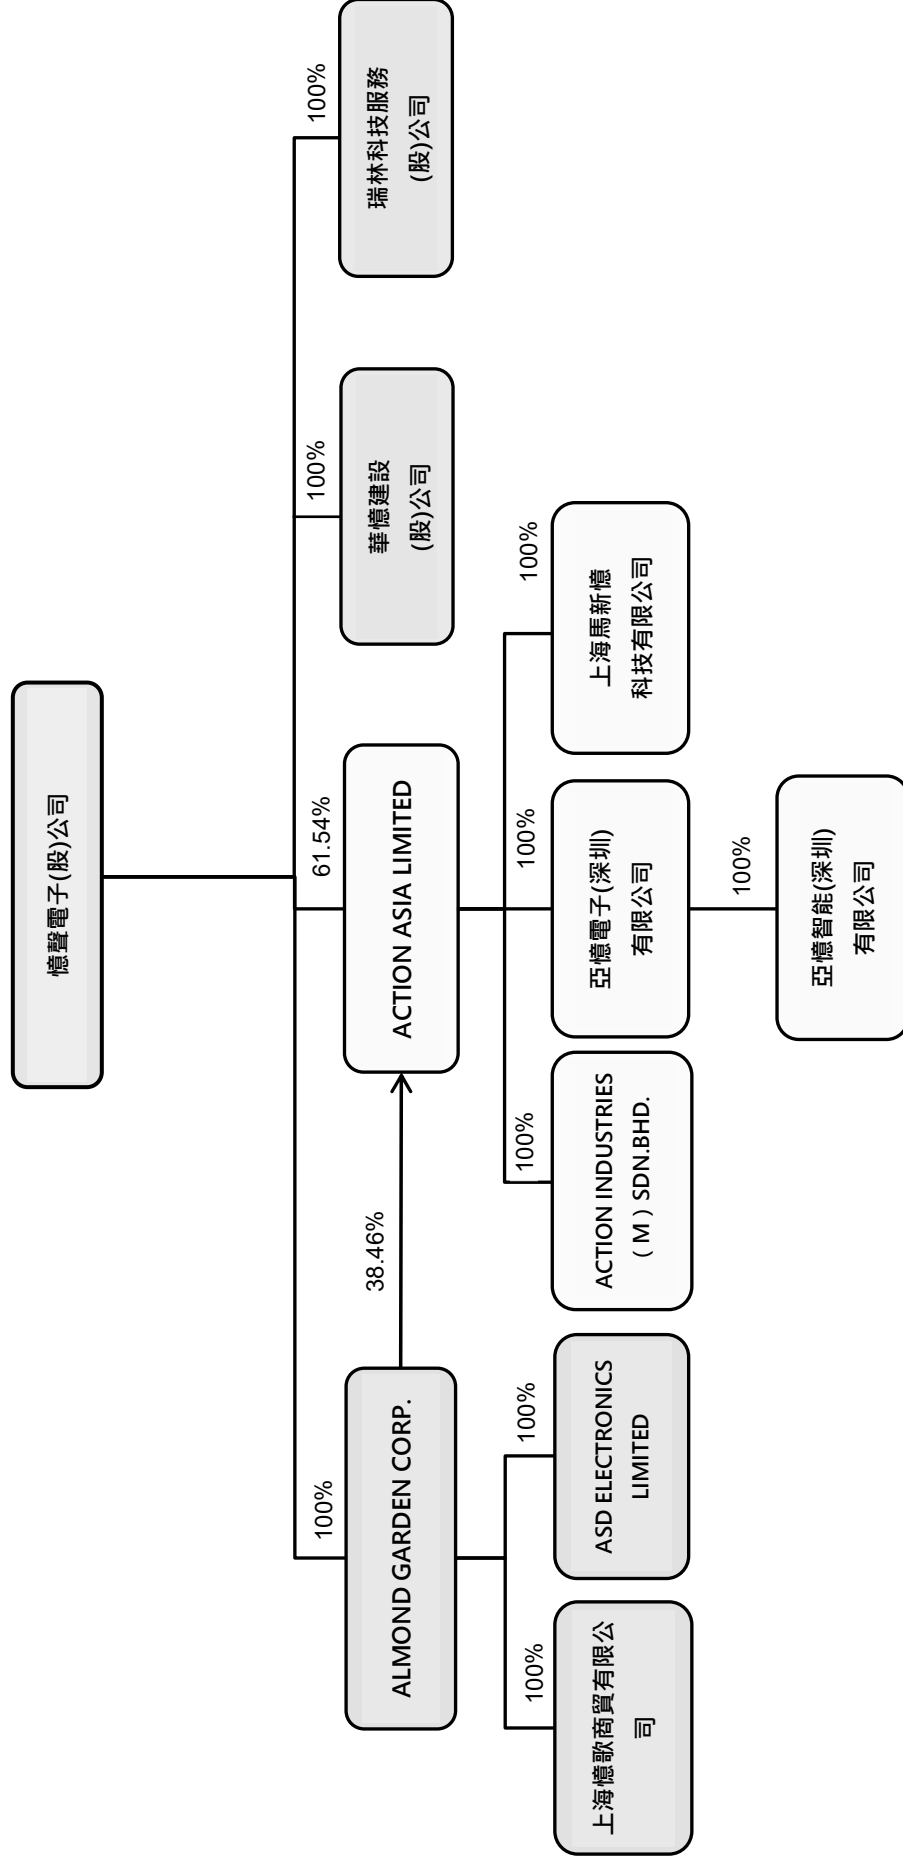 憶聲電子(股)公司
100%
61.54%
100%
100%
ALMOND GARDEN CORP.
38.46%
ACTION ASIA LIMITED
華憶建設
(股)公司
瑞林科技服務
(股)公司
100%
100%
100%
100%
100%
上海憶歌商貿有限公
司
ASD ELECTRONICS
LIMITED
ACTION INDUSTRIES
（M）SDN.BHD.
亞憶電子(深圳)
有限公司
上海馬新憶
科技有限公司
100%
亞憶智能(深圳)
有限公司